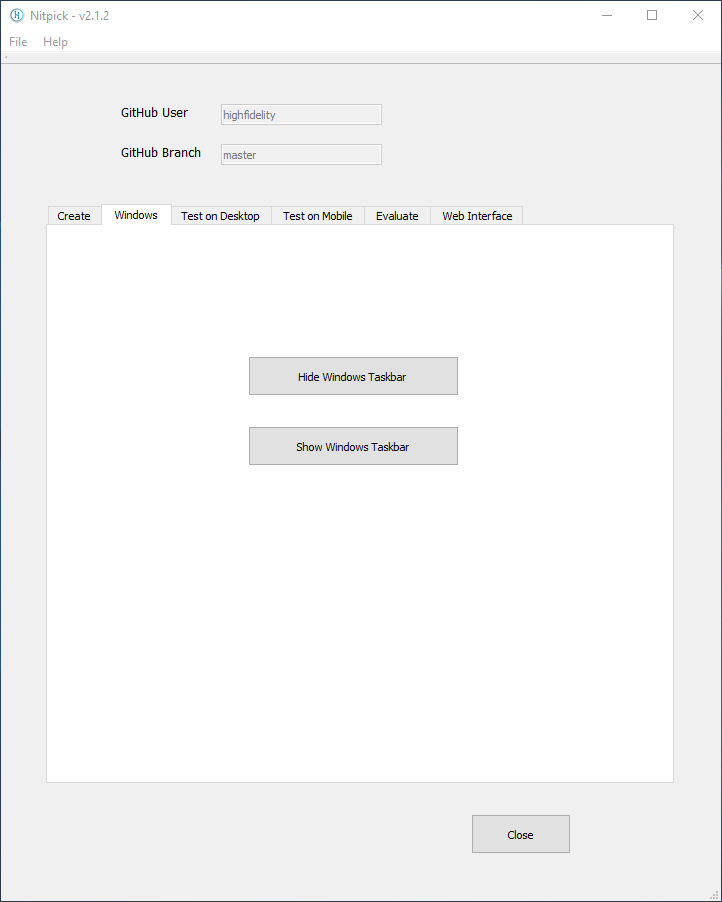 Nitpick - v2.1.2
File Help
GitHub User highfidelity
GitHub Branch master
Create Windows Test on Desktop Test on Mobile Evaluate Web Interface
Hide Windows Taskbar
Show Windows Taskbar
Close